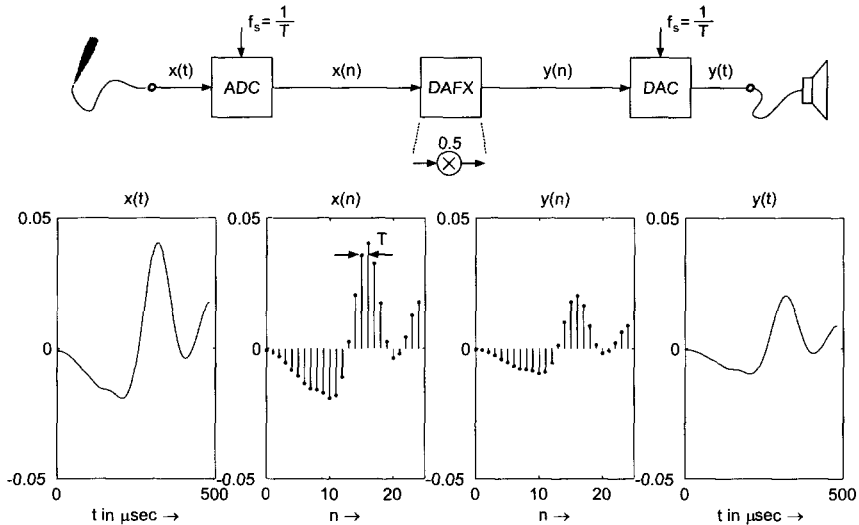 f_s = 1/T
f_s = 1/T
x(t)
ADC
x(n)
DAFX
y(n)
DAC
y(t)
0.5
×
x(t)
x(n)
y(n)
y(t)
0.05
0.05
0.05
0.05
T
0
0
0
0
-0.05
-0.05
-0.05
-0.05
0
500
0
10
20
0
10
20
0
500
t in μsec →
n →
n →
t in μsec →